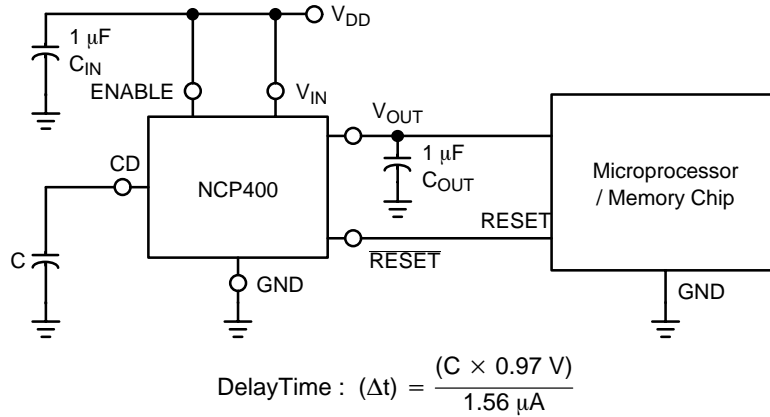 V_DD
1 μF
C_IN
ENABLE
V_IN
V_OUT
CD
NCP400
1 μF
C_OUT
Microprocessor
/ Memory Chip
RESET
C
RESET
GND
GND
DelayTime : (Δt) = (C × 0.97 V) / 1.56 μA